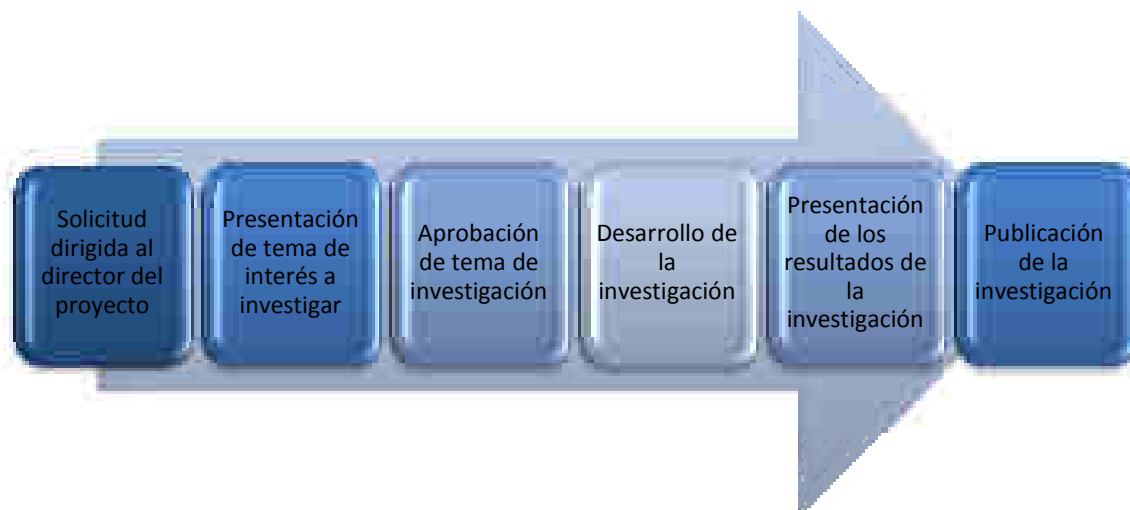 Solicitud
dirigida al
director del
proyecto
Presentación
de tema de
interés a
investigar
Aprobación
de tema de
investigación
Desarrollo de
la
investigación
Presentación
de los
resultados de
la
investigación
Publicación
de la
investigación